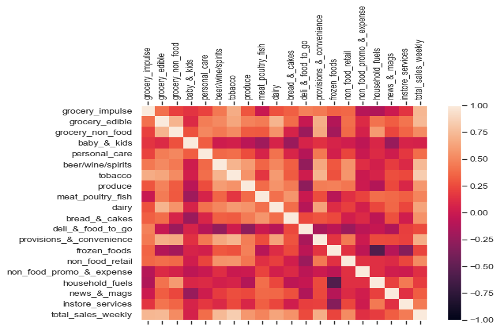 grocery_impulse
grocery_edible
grocery_non_food
baby_&_kids
personal_care
beer/wine/spirits
tobacco
produce
meat_poultry_fish
dairy
bread_&_cakes
deli_&_food_to_go
provisions_&_convenience
frozen_foods
non_food_retail
non_food_promo_&_expense
household_fuels
news_&_mags
instore_services
total_sales_weekly
grocery_impulse
grocery_edible
grocery_non_food
baby_&_kids
personal_care
beer/wine/spirits
tobacco
produce
meat_poultry_fish
dairy
bread_&_cakes
deli_&_food_to_go
provisions_&_convenience
frozen_foods
non_food_retail
non_food_promo_&_expense
household_fuels
news_&_mags
instore_services
total_sales_weekly
1.00
0.75
0.50
0.25
0.00
−0.25
−0.50
−0.75
−1.00